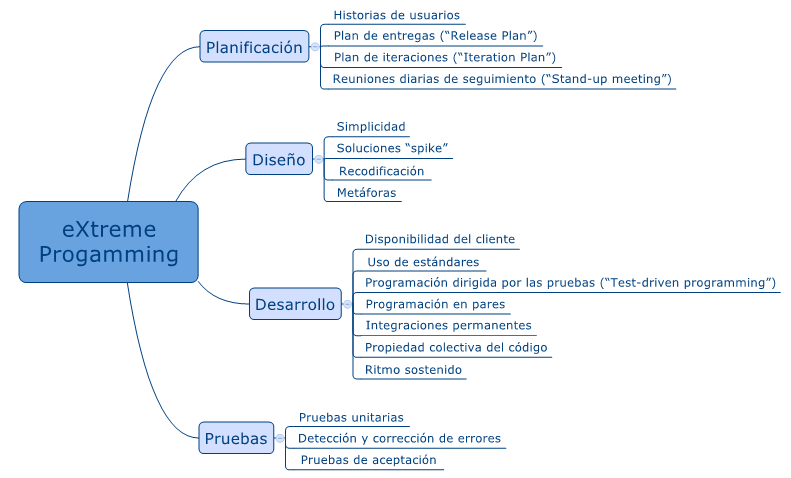 eXtreme
Progamming
Planificación
Historias de usuarios
Plan de entregas (“Release Plan”)
Plan de iteraciones (“Iteration Plan”)
Reuniones diarias de seguimiento (“Stand-up meeting”)
Diseño
Simplicidad
Soluciones “spike”
Recodificación
Metáforas
Desarrollo
Disponibilidad del cliente
Uso de estándares
Programación dirigida por las pruebas (“Test-driven programming”)
Programación en pares
Integraciones permanentes
Propiedad colectiva del código
Ritmo sostenido
Pruebas
Pruebas unitarias
Detección y corrección de errores
Pruebas de aceptación